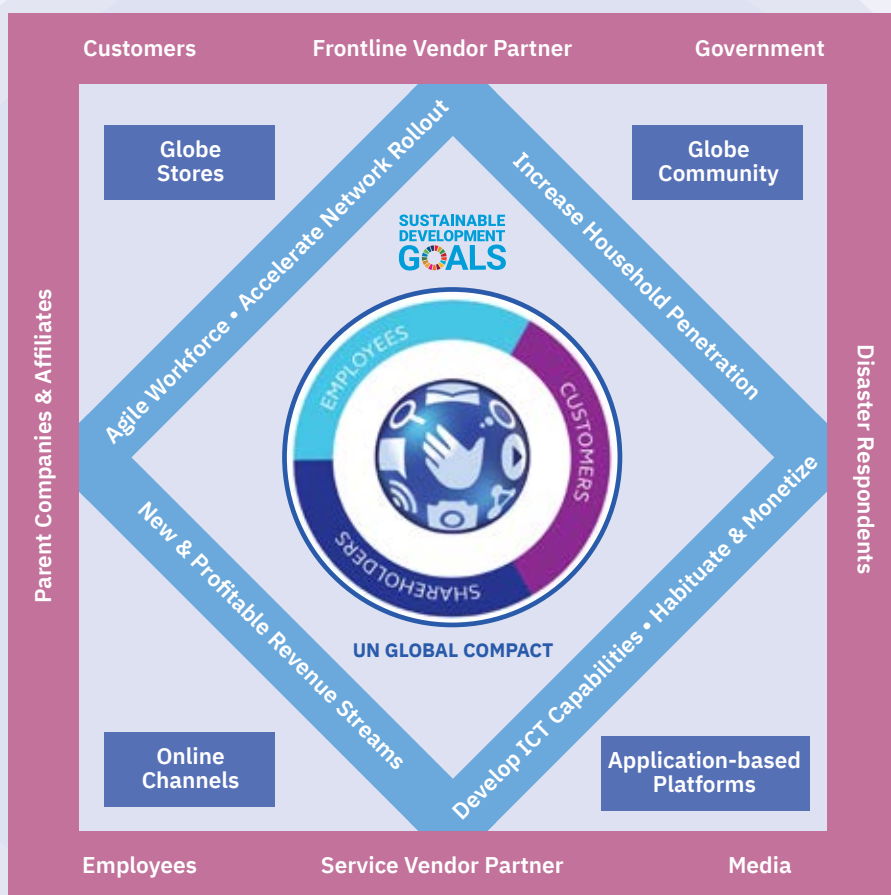 Customers
Frontline Vendor Partner
Government
Globe
Stores
Globe
Community
Agile Workforce • Accelerate Network Rollout
Increase Household Penetration
SUSTAINABLE
DEVELOPMENT
GOALS
Parent Companies & Affiliates
Disaster Respondents
EMPLOYEES
CUSTOMERS
SHAREHOLDERS
UN GLOBAL COMPACT
New & Profitable Revenue Streams
Develop ICT Capabilities • Habituate & Monetize
Online
Channels
Application-based
Platforms
Employees
Service Vendor Partner
Media